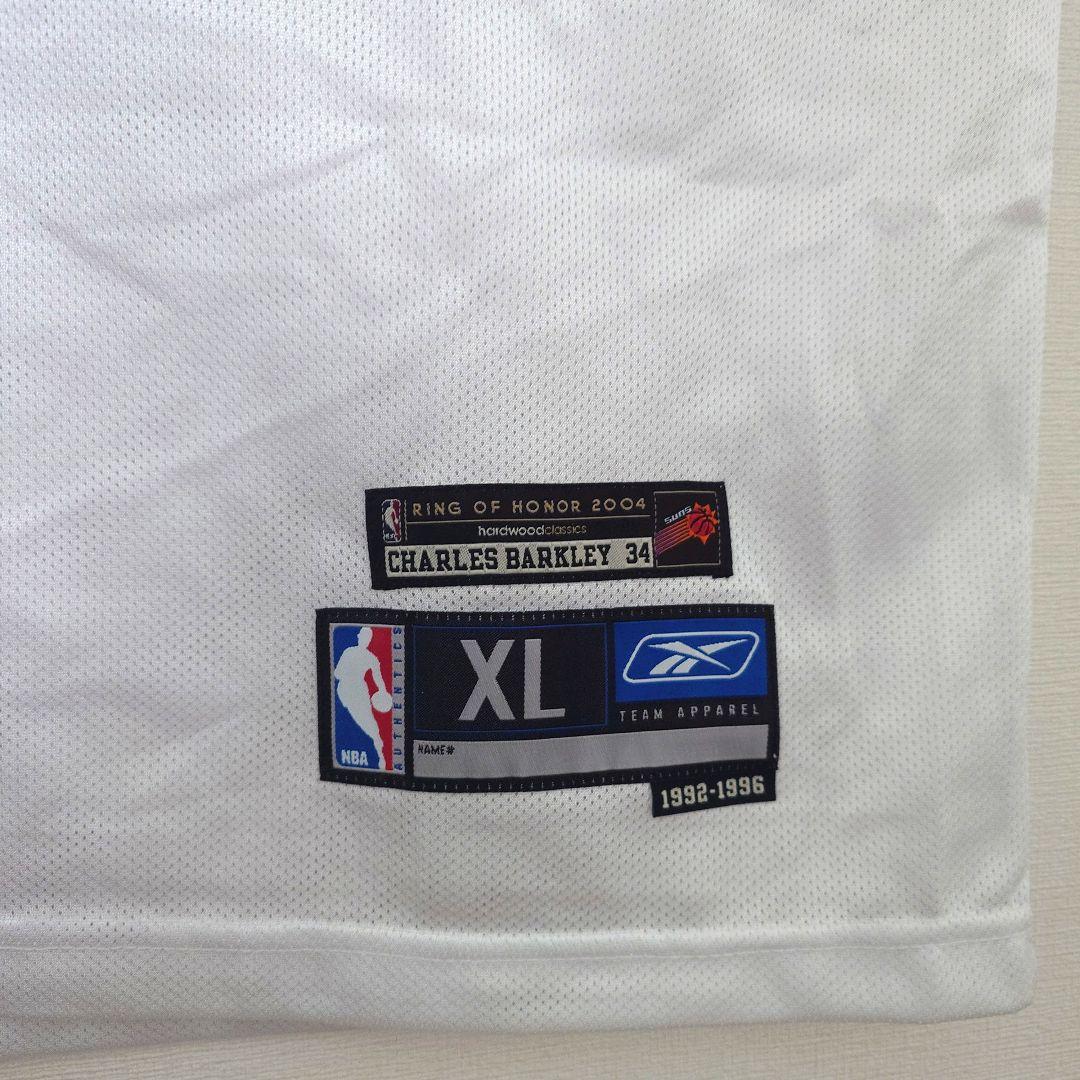 RING OF HONOR 2004
hardwoodclassics
CHARLES BARKLEY 34
SUNS
XL
NBA
AUTHENTICS
TEAM APPAREL
NAME#
1992-1996